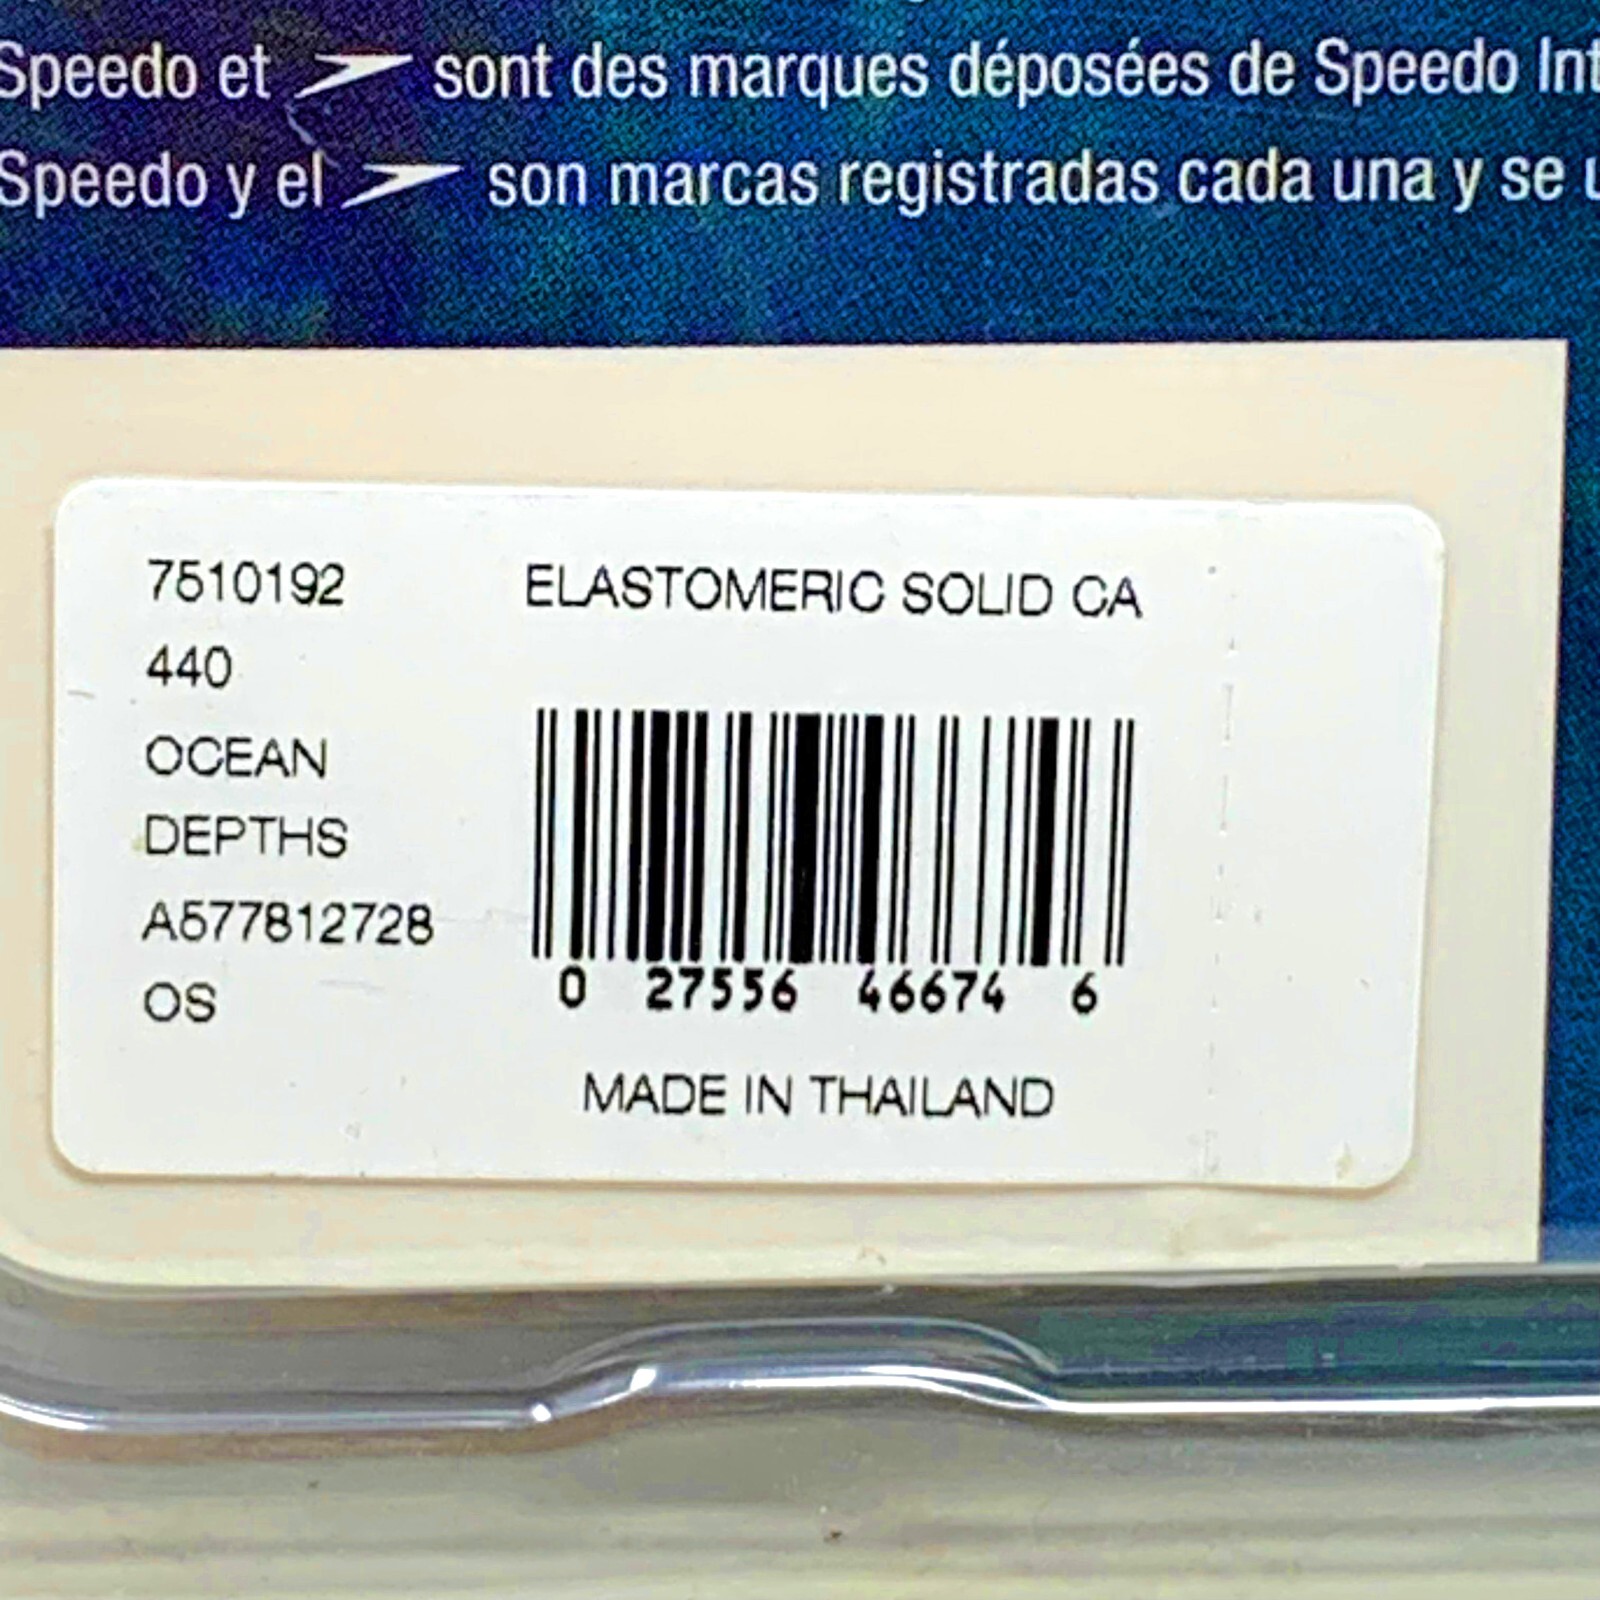 Speedo et sont des marques déposées de Speedo Int
Speedo y el son marcas registradas cada una y se u
7510192
440
OCEAN
DEPTHS
A577812728
OS
ELASTOMERIC SOLID CA
0 27556 46674 6
MADE IN THAILAND